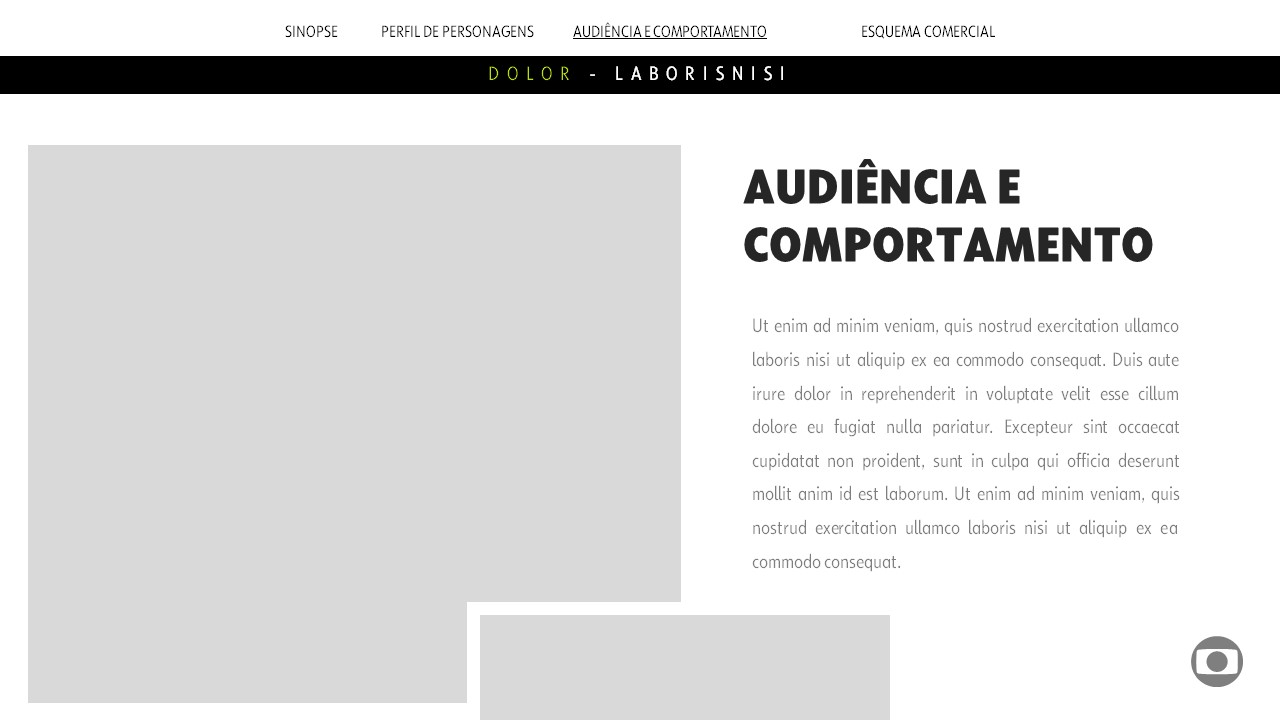 SINOPSE PERFIL DE PERSONAGENS AUDIÊNCIA E COMPORTAMENTO ESQUEMA COMERCIAL
DOLOR - LABORISNISI
AUDIÊNCIA E
COMPORTAMENTO
Ut enim ad minim veniam, quis nostrud exercitation ullamco
laboris nisi ut aliquip ex ea commodo consequat. Duis aute
irure dolor in reprehenderit in voluptate velit esse cillum
dolore eu fugiat nulla pariatur. Excepteur sint occaecat
cupidatat non proident, sunt in culpa qui officia deserunt
mollit anim id est laborum. Ut enim ad minim veniam, quis
nostrud exercitation ullamco laboris nisi ut aliquip ex ea
commodo consequat.